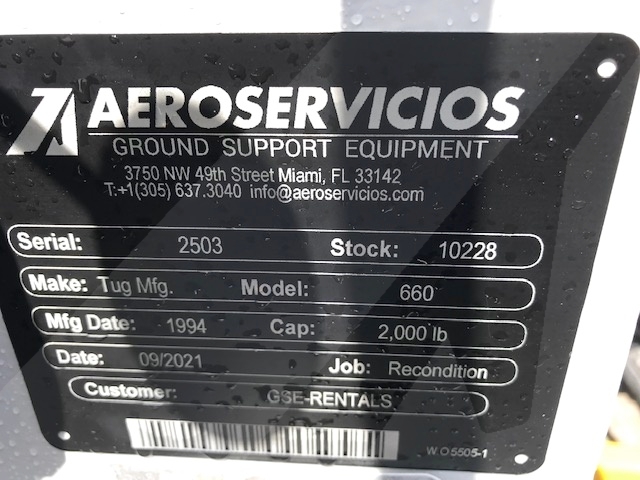 AEROSERVICIOS
GROUND SUPPORT EQUIPMENT
3750 NW 49th Street Miami, FL 33142
T:+1(305) 637.3040 info@aeroservicios.com
Serial: 2503 Stock: 10228
Make: Tug Mfg. Model: 660
Mfg Date: 1994 Cap: 2,000 lb
Date: 09/2021 Job: Recondition
Customer: GSE-RENTALS
W.O 5505-1